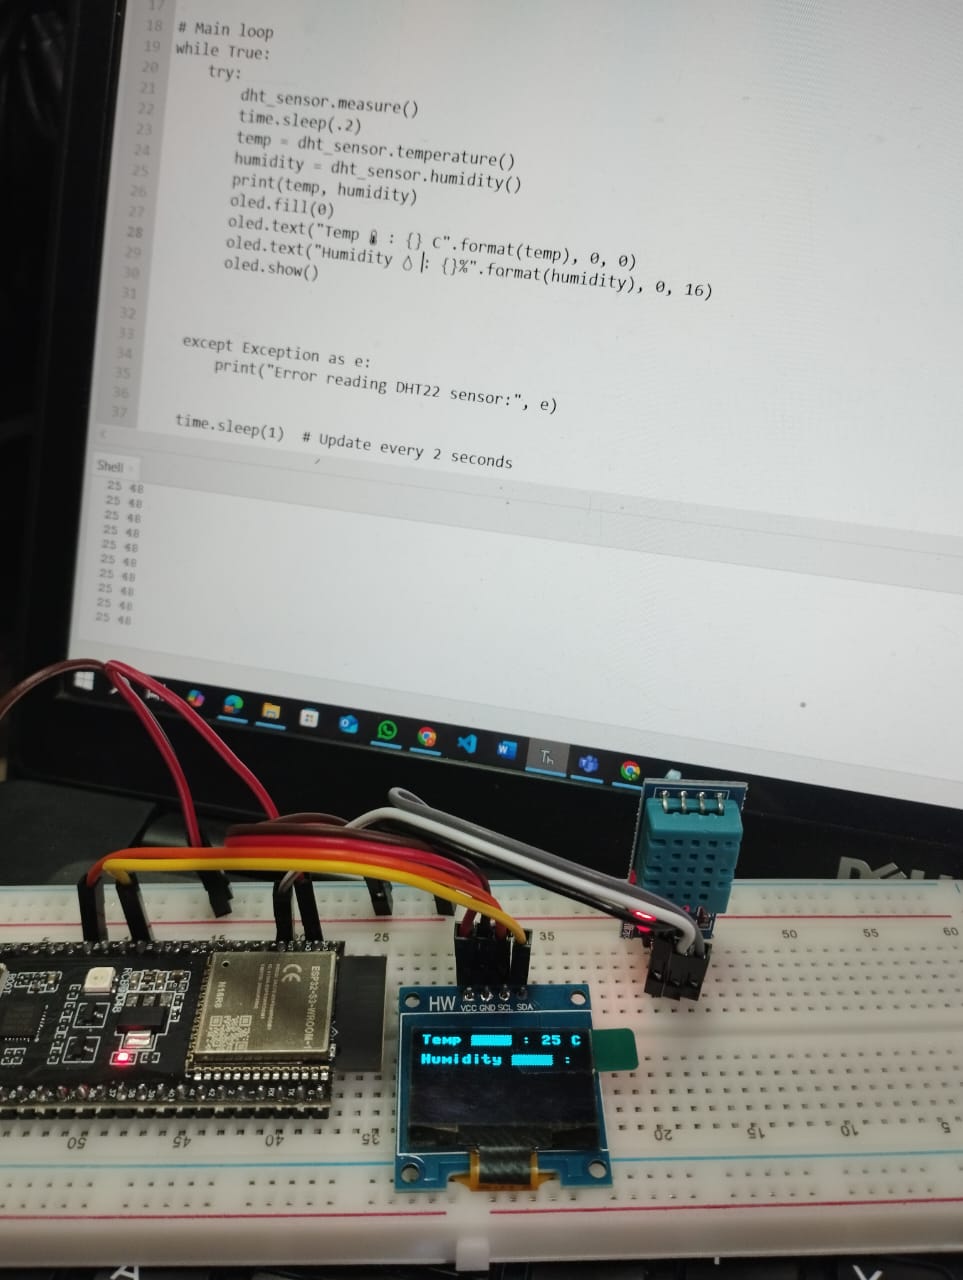 17
18 # Main loop
19 while True:
20 try:
21 dht_sensor.measure()
22 time.sleep(.2)
23 temp = dht_sensor.temperature()
24 humidity = dht_sensor.humidity()
25 print(temp, humidity)
26 oled.fill(0)
27 oled.text("Temp 🌡 : {} C".format(temp), 0, 0)
28 oled.text("Humidity 💧 : {}%".format(humidity), 0, 16)
29 oled.show()
30
31
32
33 except Exception as e:
34 print("Error reading DHT22 sensor:", e)
35
36
37 time.sleep(1) # Update every 2 seconds
Shell
25 48
25 48
25 48
25 48
25 48
25 48
25 48
25 48
25 48
25 48
Th
25
35
50
55
60
HW VCC GND SCL SDA
Temp : 25 C
Humidity :
ESP32-S3-WROOM-1
N16R8
CE
BOOT
50
45
40
35
20
15
10
5